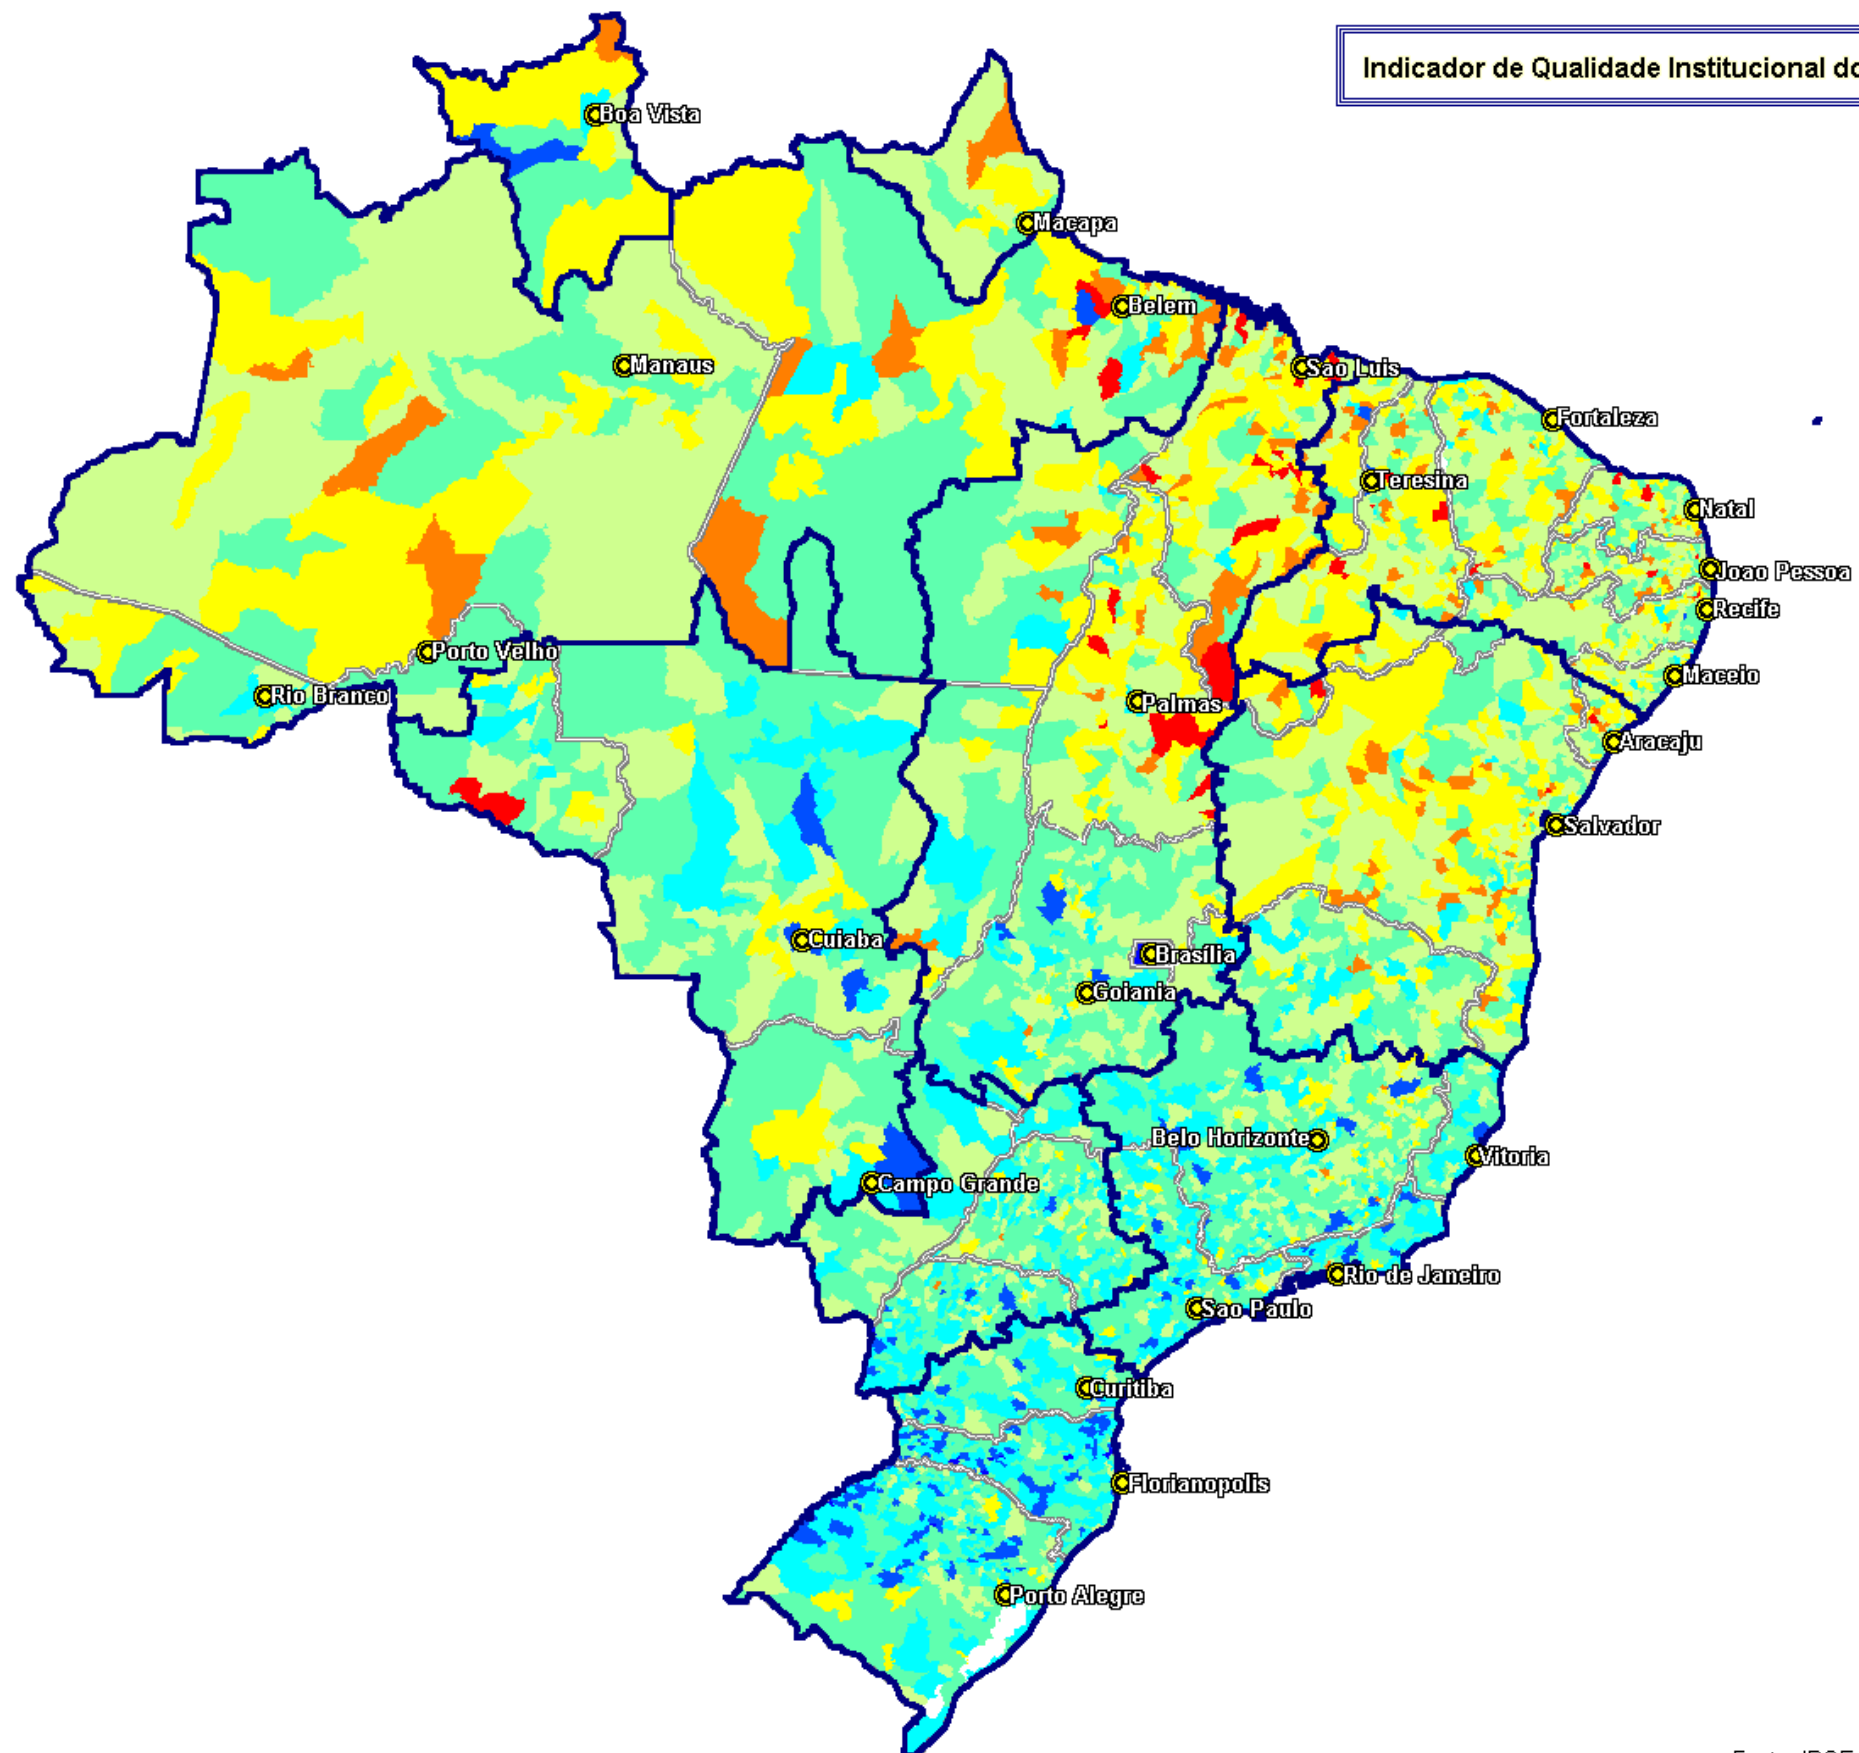 Indicador de Qualidade Institucional
Boa Vista
Macapa
Belem
Manaus
Sao Luis
Fortaleza
Teresina
Natal
Joao Pessoa
Porto Velho
Recife
Rio Branco
Maceio
Palmas
Aracaju
Salvador
Cuiaba
Brasília
Goiania
Belo Horizonte
Vitoria
Campo Grande
Rio de Janeiro
Sao Paulo
Curitiba
Florianopolis
Porto Alegre